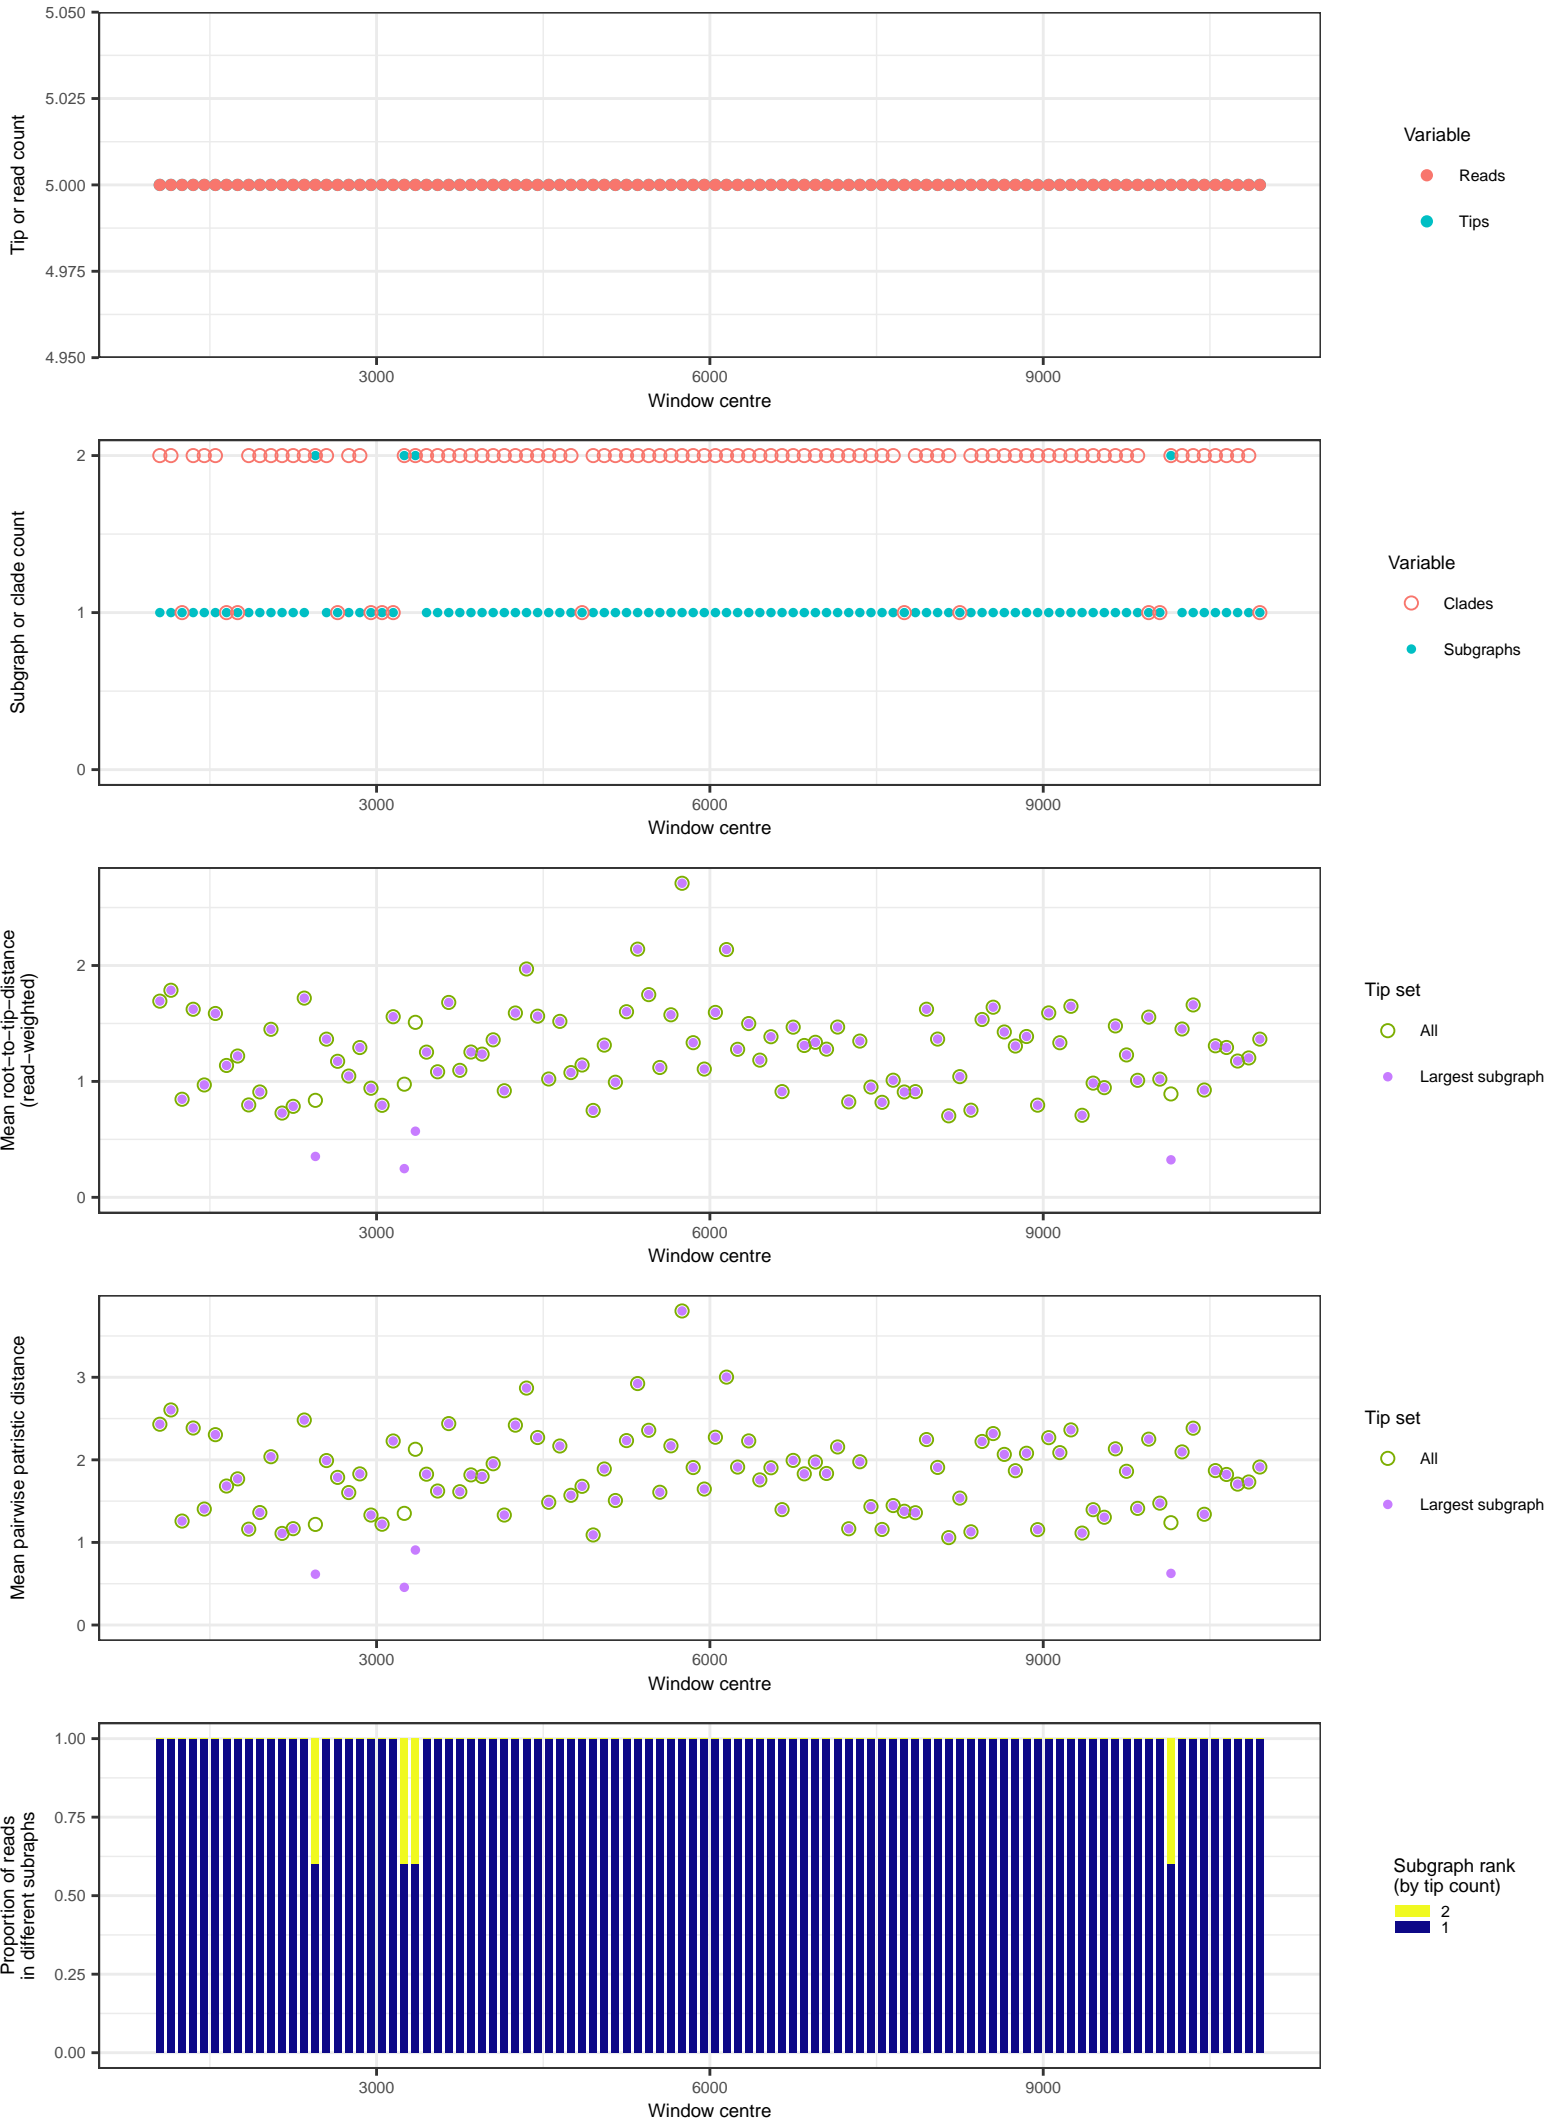 5.050
5.025
5.000
4.975
4.950
Tip or read count
3000
6000
9000
Window centre
Variable
Reads
Tips
2
1
0
Subgraph or clade count
3000
6000
9000
Window centre
Variable
Clades
Subgraphs
2
1
0
Mean root−to−tip−distance
(read−weighted)
3000
6000
9000
Window centre
Tip set
All
Largest subgraph
3
2
1
0
Mean pairwise patristic distance
3000
6000
9000
Window centre
Tip set
All
Largest subgraph
1.00
0.75
0.50
0.25
0.00
Proportion of reads
in different subraphs
3000
6000
9000
Window centre
Subgraph rank
(by tip count)
2
1